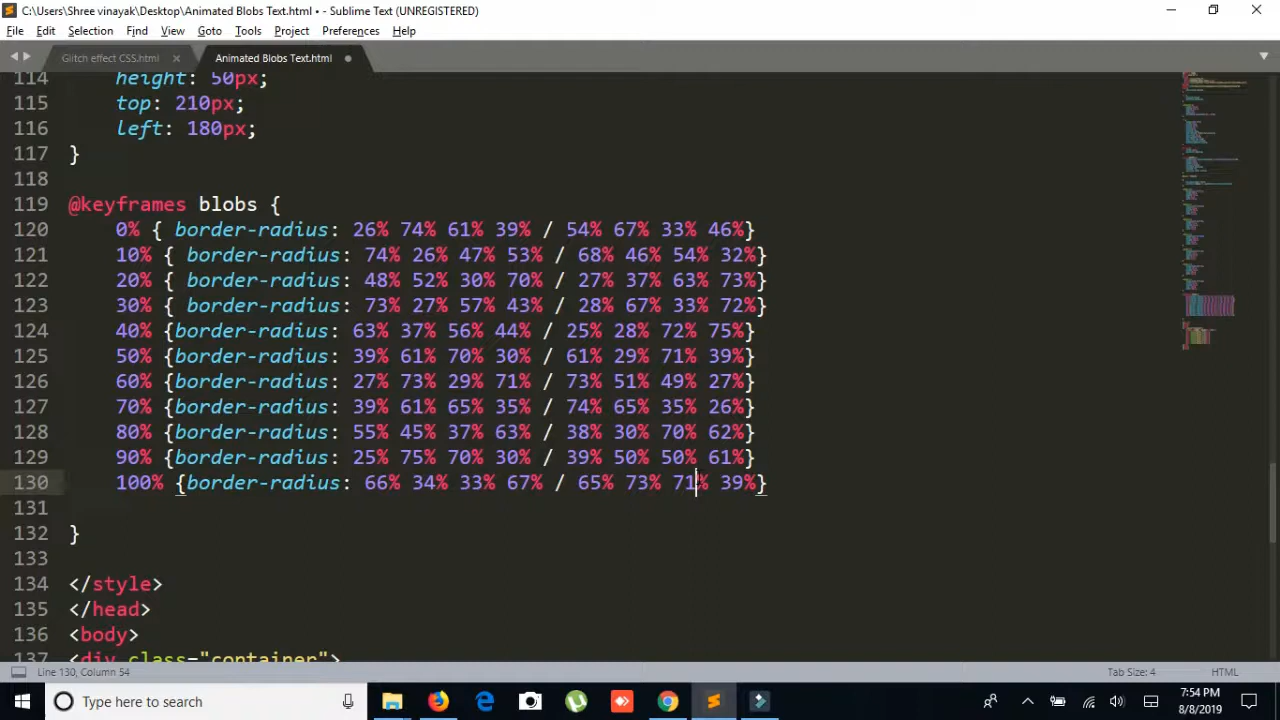 C:\Users\Shree vinayak\Desktop\Animated Blobs Text.html • - Sublime Text (UNREGISTERED)
File Edit Selection Find View Goto Tools Project Preferences Help
Glitch effect CSS.html Animated Blobs Text.html
114 height: 50px;
115 top: 210px;
116 left: 180px;
117 }
118
119 @keyframes blobs {
120 0% { border-radius: 26% 74% 61% 39% / 54% 67% 33% 46%}
121 10% { border-radius: 74% 26% 47% 53% / 68% 46% 54% 32%}
122 20% { border-radius: 48% 52% 30% 70% / 27% 37% 63% 73%}
123 30% { border-radius: 73% 27% 57% 43% / 28% 67% 33% 72%}
124 40% {border-radius: 63% 37% 56% 44% / 25% 28% 72% 75%}
125 50% {border-radius: 39% 61% 70% 30% / 61% 29% 71% 39%}
126 60% {border-radius: 27% 73% 29% 71% / 73% 51% 49% 27%}
127 70% {border-radius: 39% 61% 65% 35% / 74% 65% 35% 26%}
128 80% {border-radius: 55% 45% 37% 63% / 38% 30% 70% 62%}
129 90% {border-radius: 25% 75% 70% 30% / 39% 50% 50% 61%}
130 100% {border-radius: 66% 34% 33% 67% / 65% 73% 71% 39%}
131
132 }
133
134 </style>
135 </head>
136 <body>
137 <div class="container">
Line 130, Column 54 Tab Size: 4 HTML
Type here to search 7:54 PM
8/8/2019